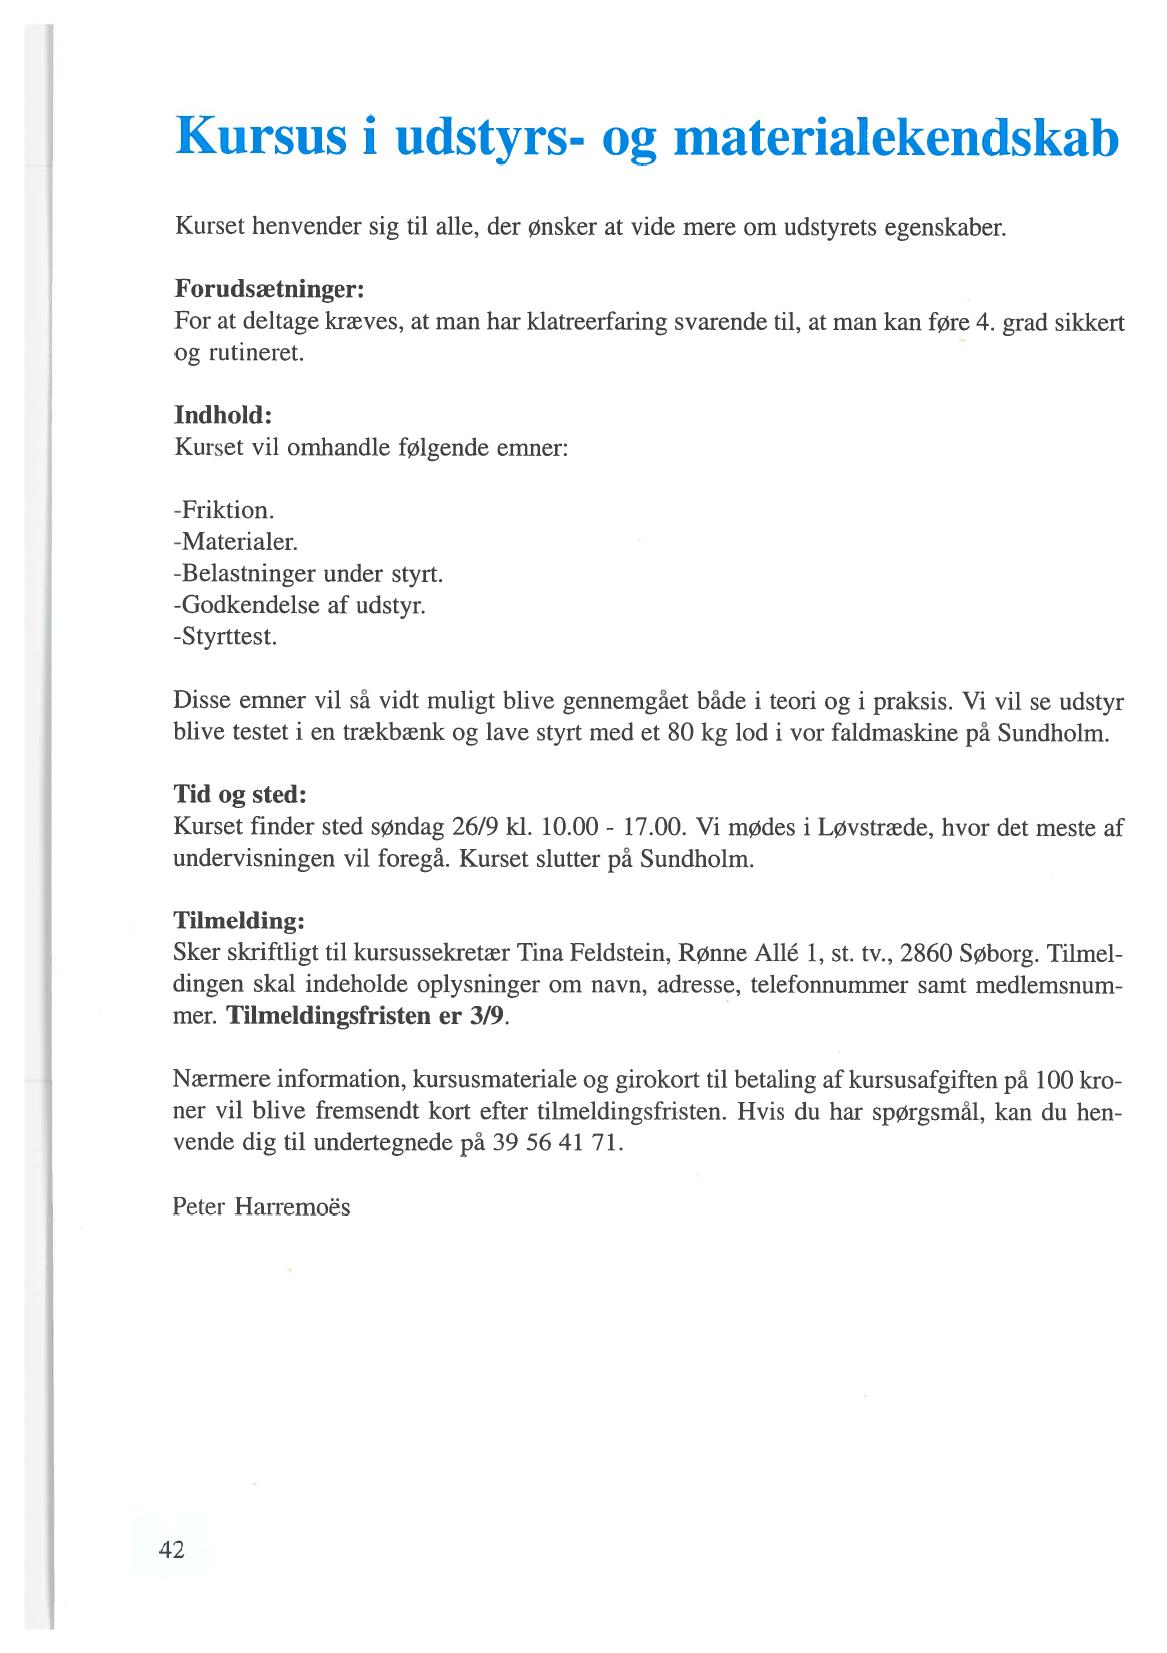 Kursus i udstyrs- og materialekendskab
Kurset henvender sig til alle, der ønsker at vide mere om udstyrets egenskaber.
Forudsætninger:
For at deltage kræves, at man har klatreerfaring svarende til, at man kan føre 4. grad sikkert
og rutineret.
Indhold:
Kurset vil omhandle følgende emner:
-Friktion.
-Materialer.
-Belastninger under styrt.
-Godkendelse af udstyr.
-Styrttest.
Disse emner vil så vidt muligt blive gennemgået både i teori og i praksis. Vi vil se udstyr
blive testet i en trækbænk og lave styrt med et 80 kg lod i vor faldmaskine på Sundholm.
Tid og sted:
Kurset finder sted søndag 26/9 kl. 10.00 - 17.00. Vi mødes i Løvstræde, hvor det meste af
undervisningen vil foregå. Kurset slutter på Sundholm.
Tilmelding:
Sker skriftligt til kursussekretær Tina Feldstein, Rønne Allé 1, st. tv., 2860 Søborg. Tilmel-
dingen skal indeholde oplysninger om navn, adresse, telefonnummer samt medlemsnum-
mer. Tilmeldingsfristen er 3/9.
Nærmere information, kursusmateriale og girokort til betaling af kursusafgiften på 100 kro-
ner vil blive fremsendt kort efter tilmeldingsfristen. Hvis du har spørgsmål, kan du hen-
vende dig til undertegnede på 39 56 41 71.
Peter Harremoës
42